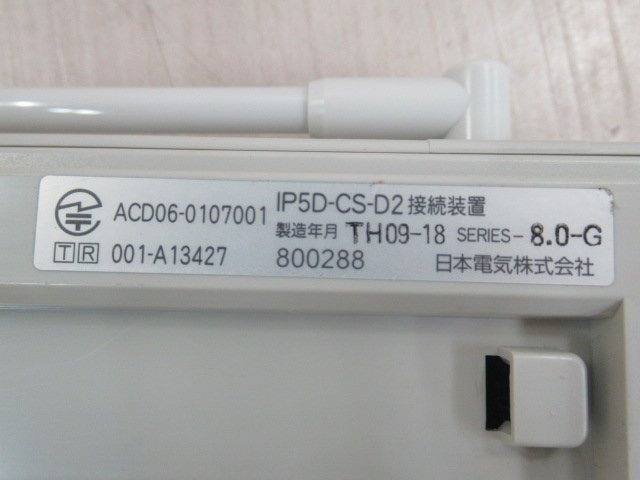 ACD06-0107001 IP5D-CS-D2 接続装置
製造年月 TH09-18 SERIES- 8.0-G
T R 001-A13427 800288 日本電気株式会社